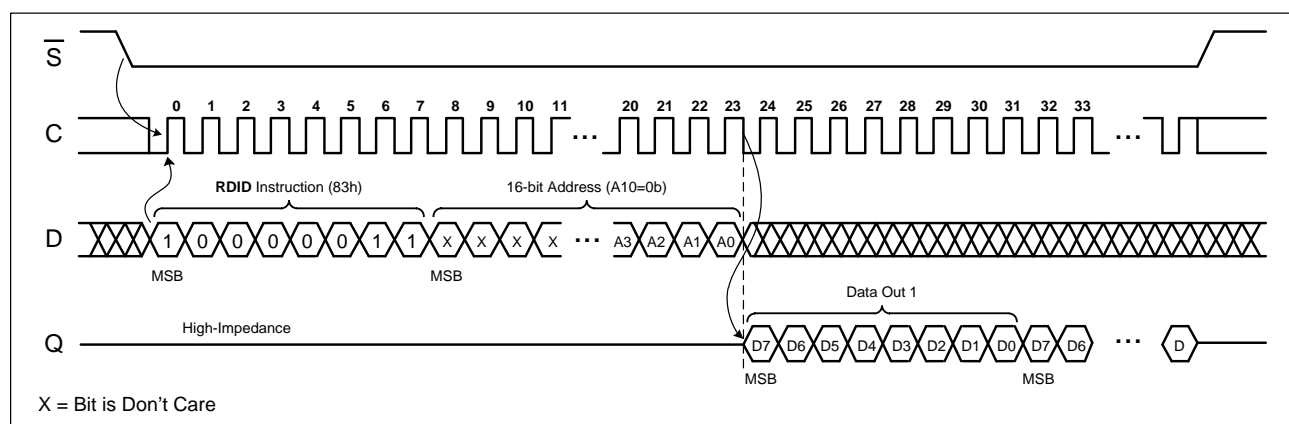 S
0 1 2 3 4 5 6 7 8 9 10 11 20 21 22 23 24 25 26 27 28 29 30 31 32 33
C ... ...
RDID Instruction (83h) 16-bit Address (A10=0b)
D 1 0 0 0 0 0 1 1 X X X X ... A3 A2 A1 A0
MSB MSB
Data Out 1
High-Impedance
Q D7 D6 D5 D4 D3 D2 D1 D0 D7 D6 ... D
MSB MSB
X = Bit is Don't Care